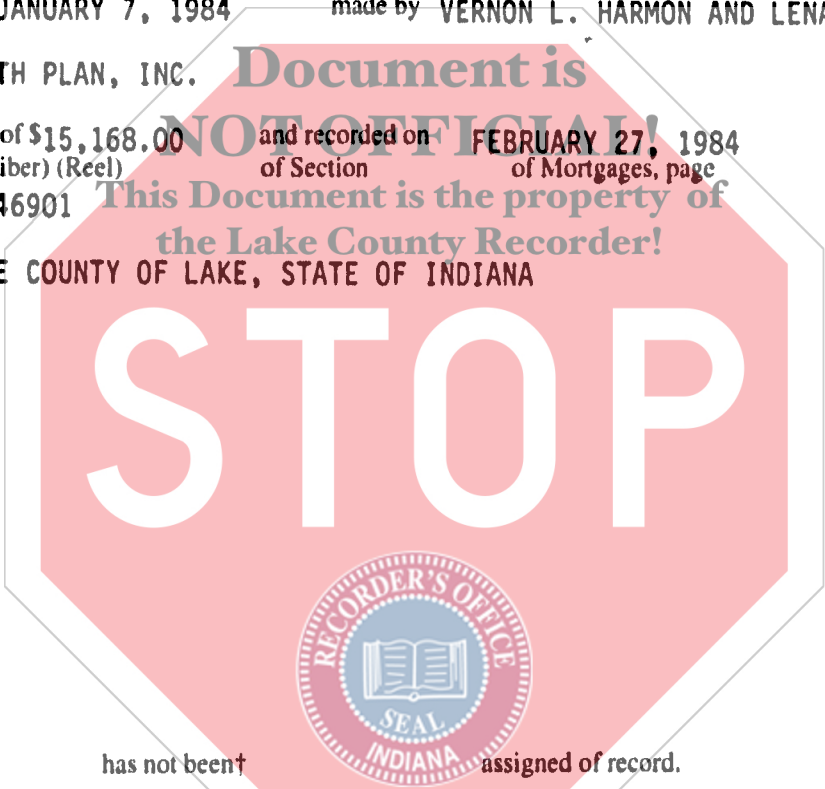 JANUARY 7, 1984 made by VERNON L. HARMON AND LENA
TH PLAN, INC.
Document is
of $15,168.00 and recorded on FEBRUARY 27, 1984
NOT OFFICIAL!
iber) (Reel) of Section of Mortgages, page
46901
This Document is the property of
the Lake County Recorder!
E COUNTY OF LAKE, STATE OF INDIANA
STOP
RECORDER'S OFFICE
SEAL
INDIANA
has not been† assigned of record.